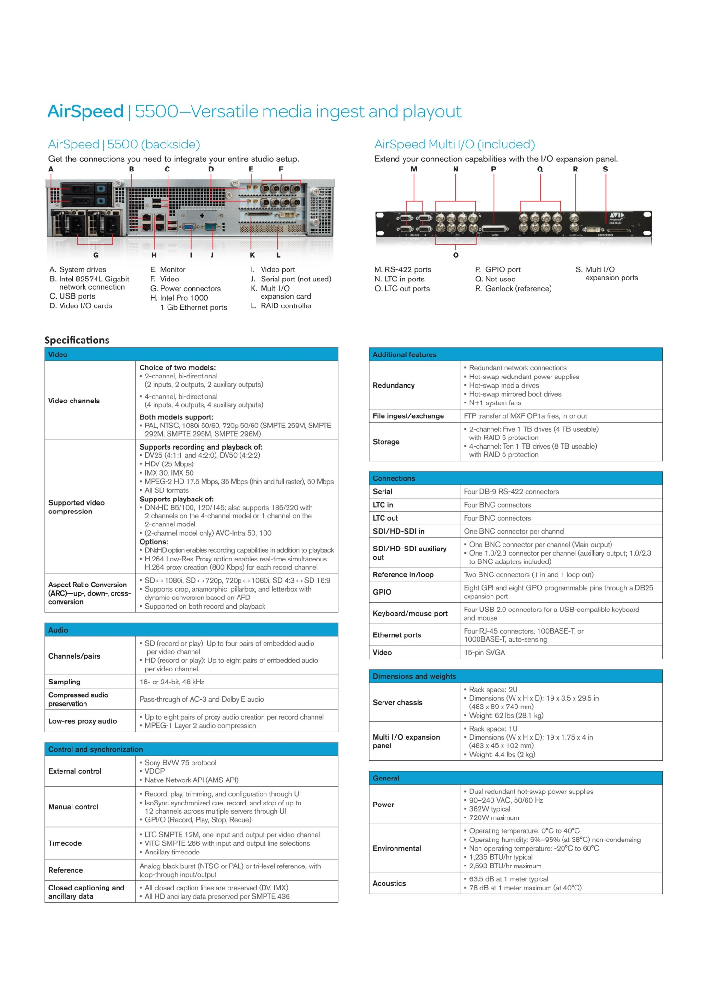 AirSpeed | 5500—Versatile media ingest and playout
AirSpeed | 5500 (backside)
Get the connections you need to integrate your entire studio setup.
A B C D E F
G H I J K L
A. System drives
B. Intel 82574L Gigabit
network connection
C. USB ports
D. Video I/O cards
E. Monitor
F. Video
G. Power connectors
H. Intel Pro 1000
1 Gb Ethernet ports
I. Video port
J. Serial port (not used)
K. Multi I/O
expansion card
L. RAID controller
AirSpeed Multi I/O (included)
Extend your connection capabilities with the I/O expansion panel.
M N P Q R S
IN
AVID
AirSpeed
MULTI I/O
3 RS-422 4 LTC OUT GPIO REF EXPANSION
O
M. RS-422 ports
N. LTC in ports
O. LTC out ports
P. GPIO port
Q. Not used
R. Genlock (reference)
S. Multi I/O
expansion ports
Specifications
Video
Video channels
Choice of two models:
▪ 2-channel, bi-directional
(2 inputs, 2 outputs, 2 auxiliary outputs)
▪ 4-channel, bi-directional
(4 inputs, 4 outputs, 4 auxiliary outputs)
Both models support:
▪ PAL, NTSC, 1080i 50/60, 720p 50/60 (SMPTE 259M, SMPTE
292M, SMPTE 295M, SMPTE 296M)
Supported video
compression
Supports recording and playback of:
▪ DV25 (4:1:1 and 4:2:0), DV50 (4:2:2)
▪ HDV (25 Mbps)
▪ IMX 30, IMX 50
▪ MPEG-2 HD 17.5 Mbps, 35 Mbps (thin and full raster), 50 Mbps
▪ All SD formats
Supports playback of:
▪ DNxHD 85/100, 120/145; also supports 185/220 with
2 channels on the 4-channel model or 1 channel on the
2-channel model
▪ (2-channel model only) AVC-Intra 50, 100
Options:
▪ DNxHD option enables recording capabilities in addition to playback
▪ H.264 Low-Res Proxy option enables real-time simultaneous
H.264 proxy creation (800 Kbps) for each record channel
Aspect Ratio Conversion
(ARC)—up-, down-, cross-
conversion
▪ SD↔1080i, SD↔720p, 720p↔1080i, SD 4:3↔SD 16:9
▪ Supports crop, anamorphic, pillarbox, and letterbox with
dynamic conversion based on AFD
▪ Supported on both record and playback
Audio
Channels/pairs
▪ SD (record or play): Up to four pairs of embedded audio
per video channel
▪ HD (record or play): Up to eight pairs of embedded audio
per video channel
Sampling
16- or 24-bit, 48 kHz
Compressed audio
preservation
Pass-through of AC-3 and Dolby E audio
Low-res proxy audio
▪ Up to eight pairs of proxy audio creation per record channel
▪ MPEG-1 Layer 2 audio compression
Control and synchronization
External control
▪ Sony BVW 75 protocol
▪ VDCP
▪ Native Network API (AMS API)
Manual control
▪ Record, play, trimming, and configuration through UI
▪ IsoSync synchronized cue, record, and stop of up to
12 channels across multiple servers through UI
▪ GPI/O (Record, Play, Stop, Recue)
Timecode
▪ LTC SMPTE 12M, one input and output per video channel
▪ VITC SMPTE 266 with input and output line selections
▪ Ancillary timecode
Reference
Analog black burst (NTSC or PAL) or tri-level reference, with
loop-through input/output
Closed captioning and
ancillary data
▪ All closed caption lines are preserved (DV, IMX)
▪ All HD ancillary data preserved per SMPTE 436
Additional features
Redundancy
▪ Redundant network connections
▪ Hot-swap redundant power supplies
▪ Hot-swap media drives
▪ Hot-swap mirrored boot drives
▪ N+1 system fans
File ingest/exchange
FTP transfer of MXF OP1a files, in or out
Storage
▪ 2-channel: Five 1 TB drives (4 TB useable)
with RAID 5 protection
▪ 4-channel: Ten 1 TB drives (8 TB useable)
with RAID 5 protection
Connections
Serial
Four DB-9 RS-422 connectors
LTC in
Four BNC connectors
LTC out
Four BNC connectors
SDI/HD-SDI in
One BNC connector per channel
SDI/HD-SDI auxiliary
out
▪ One BNC connector per channel (Main output)
▪ One 1.0/2.3 connector per channel (auxilliary output; 1.0/2.3
to BNC adapters included)
Reference in/loop
Two BNC connectors (1 in and 1 loop out)
GPIO
Eight GPI and eight GPO programmable pins through a DB25
expansion port
Keyboard/mouse port
Four USB 2.0 connectors for a USB-compatible keyboard
and mouse
Ethernet ports
Four RJ-45 connectors, 100BASE-T, or
1000BASE-T, auto-sensing
Video
15-pin SVGA
Dimensions and weights
Server chassis
▪ Rack space: 2U
▪ Dimensions (W x H x D): 19 x 3.5 x 29.5 in
(483 x 89 x 749 mm)
▪ Weight: 62 lbs (28.1 kg)
Multi I/O expansion
panel
▪ Rack space: 1U
▪ Dimensions (W x H x D): 19 x 1.75 x 4 in
(483 x 45 x 102 mm)
▪ Weight: 4.4 lbs (2 kg)
General
Power
▪ Dual redundant hot-swap power supplies
▪ 90–240 VAC, 50/60 Hz
▪ 362W typical
▪ 720W maximum
Environmental
▪ Operating temperature: 0°C to 40°C
▪ Operating humidity: 5%–95% (at 38°C) non-condensing
▪ Non operating temperature: -20°C to 60°C
▪ 1,235 BTU/hr typical
▪ 2,593 BTU/hr maximum
Acoustics
▪ 63.5 dB at 1 meter typical
▪ 78 dB at 1 meter maximum (at 40°C)